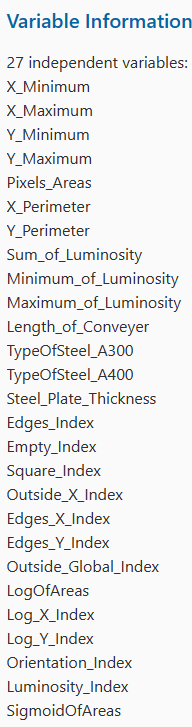 Variable Information
27 independent variables:
X_Minimum
X_Maximum
Y_Minimum
Y_Maximum
Pixels_Areas
X_Perimeter
Y_Perimeter
Sum_of_Luminosity
Minimum_of_Luminosity
Maximum_of_Luminosity
Length_of_Conveyer
TypeOfSteel_A300
TypeOfSteel_A400
Steel_Plate_Thickness
Edges_Index
Empty_Index
Square_Index
Outside_X_Index
Edges_X_Index
Edges_Y_Index
Outside_Global_Index
LogOfAreas
Log_X_Index
Log_Y_Index
Orientation_Index
Luminosity_Index
SigmoidOfAreas